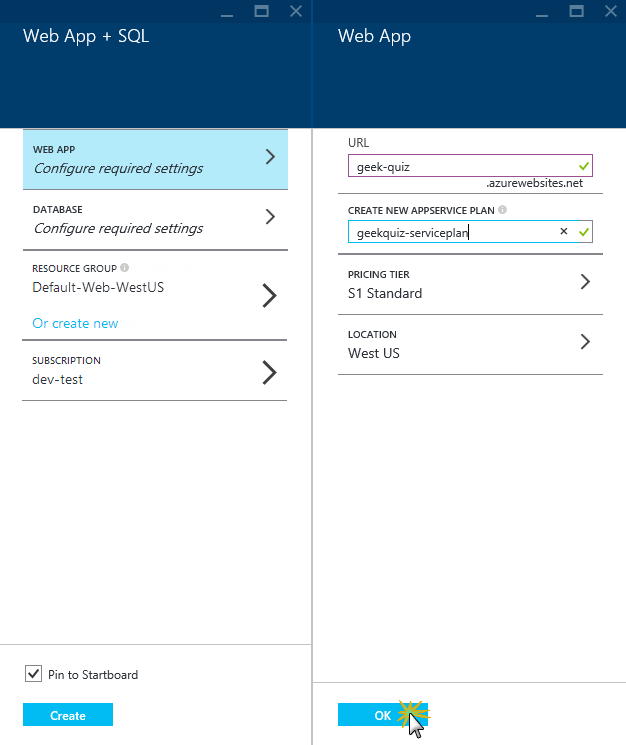 Web App + SQL
WEB APP
Configure required settings
DATABASE
Configure required settings
RESOURCE GROUP
Default-Web-WestUS
Or create new
SUBSCRIPTION
dev-test
Pin to Startboard
Create
Web App
URL
geek-quiz
.azurewebsites.net
CREATE NEW APPSERVICE PLAN
geekquiz-serviceplan
PRICING TIER
S1 Standard
LOCATION
West US
OK